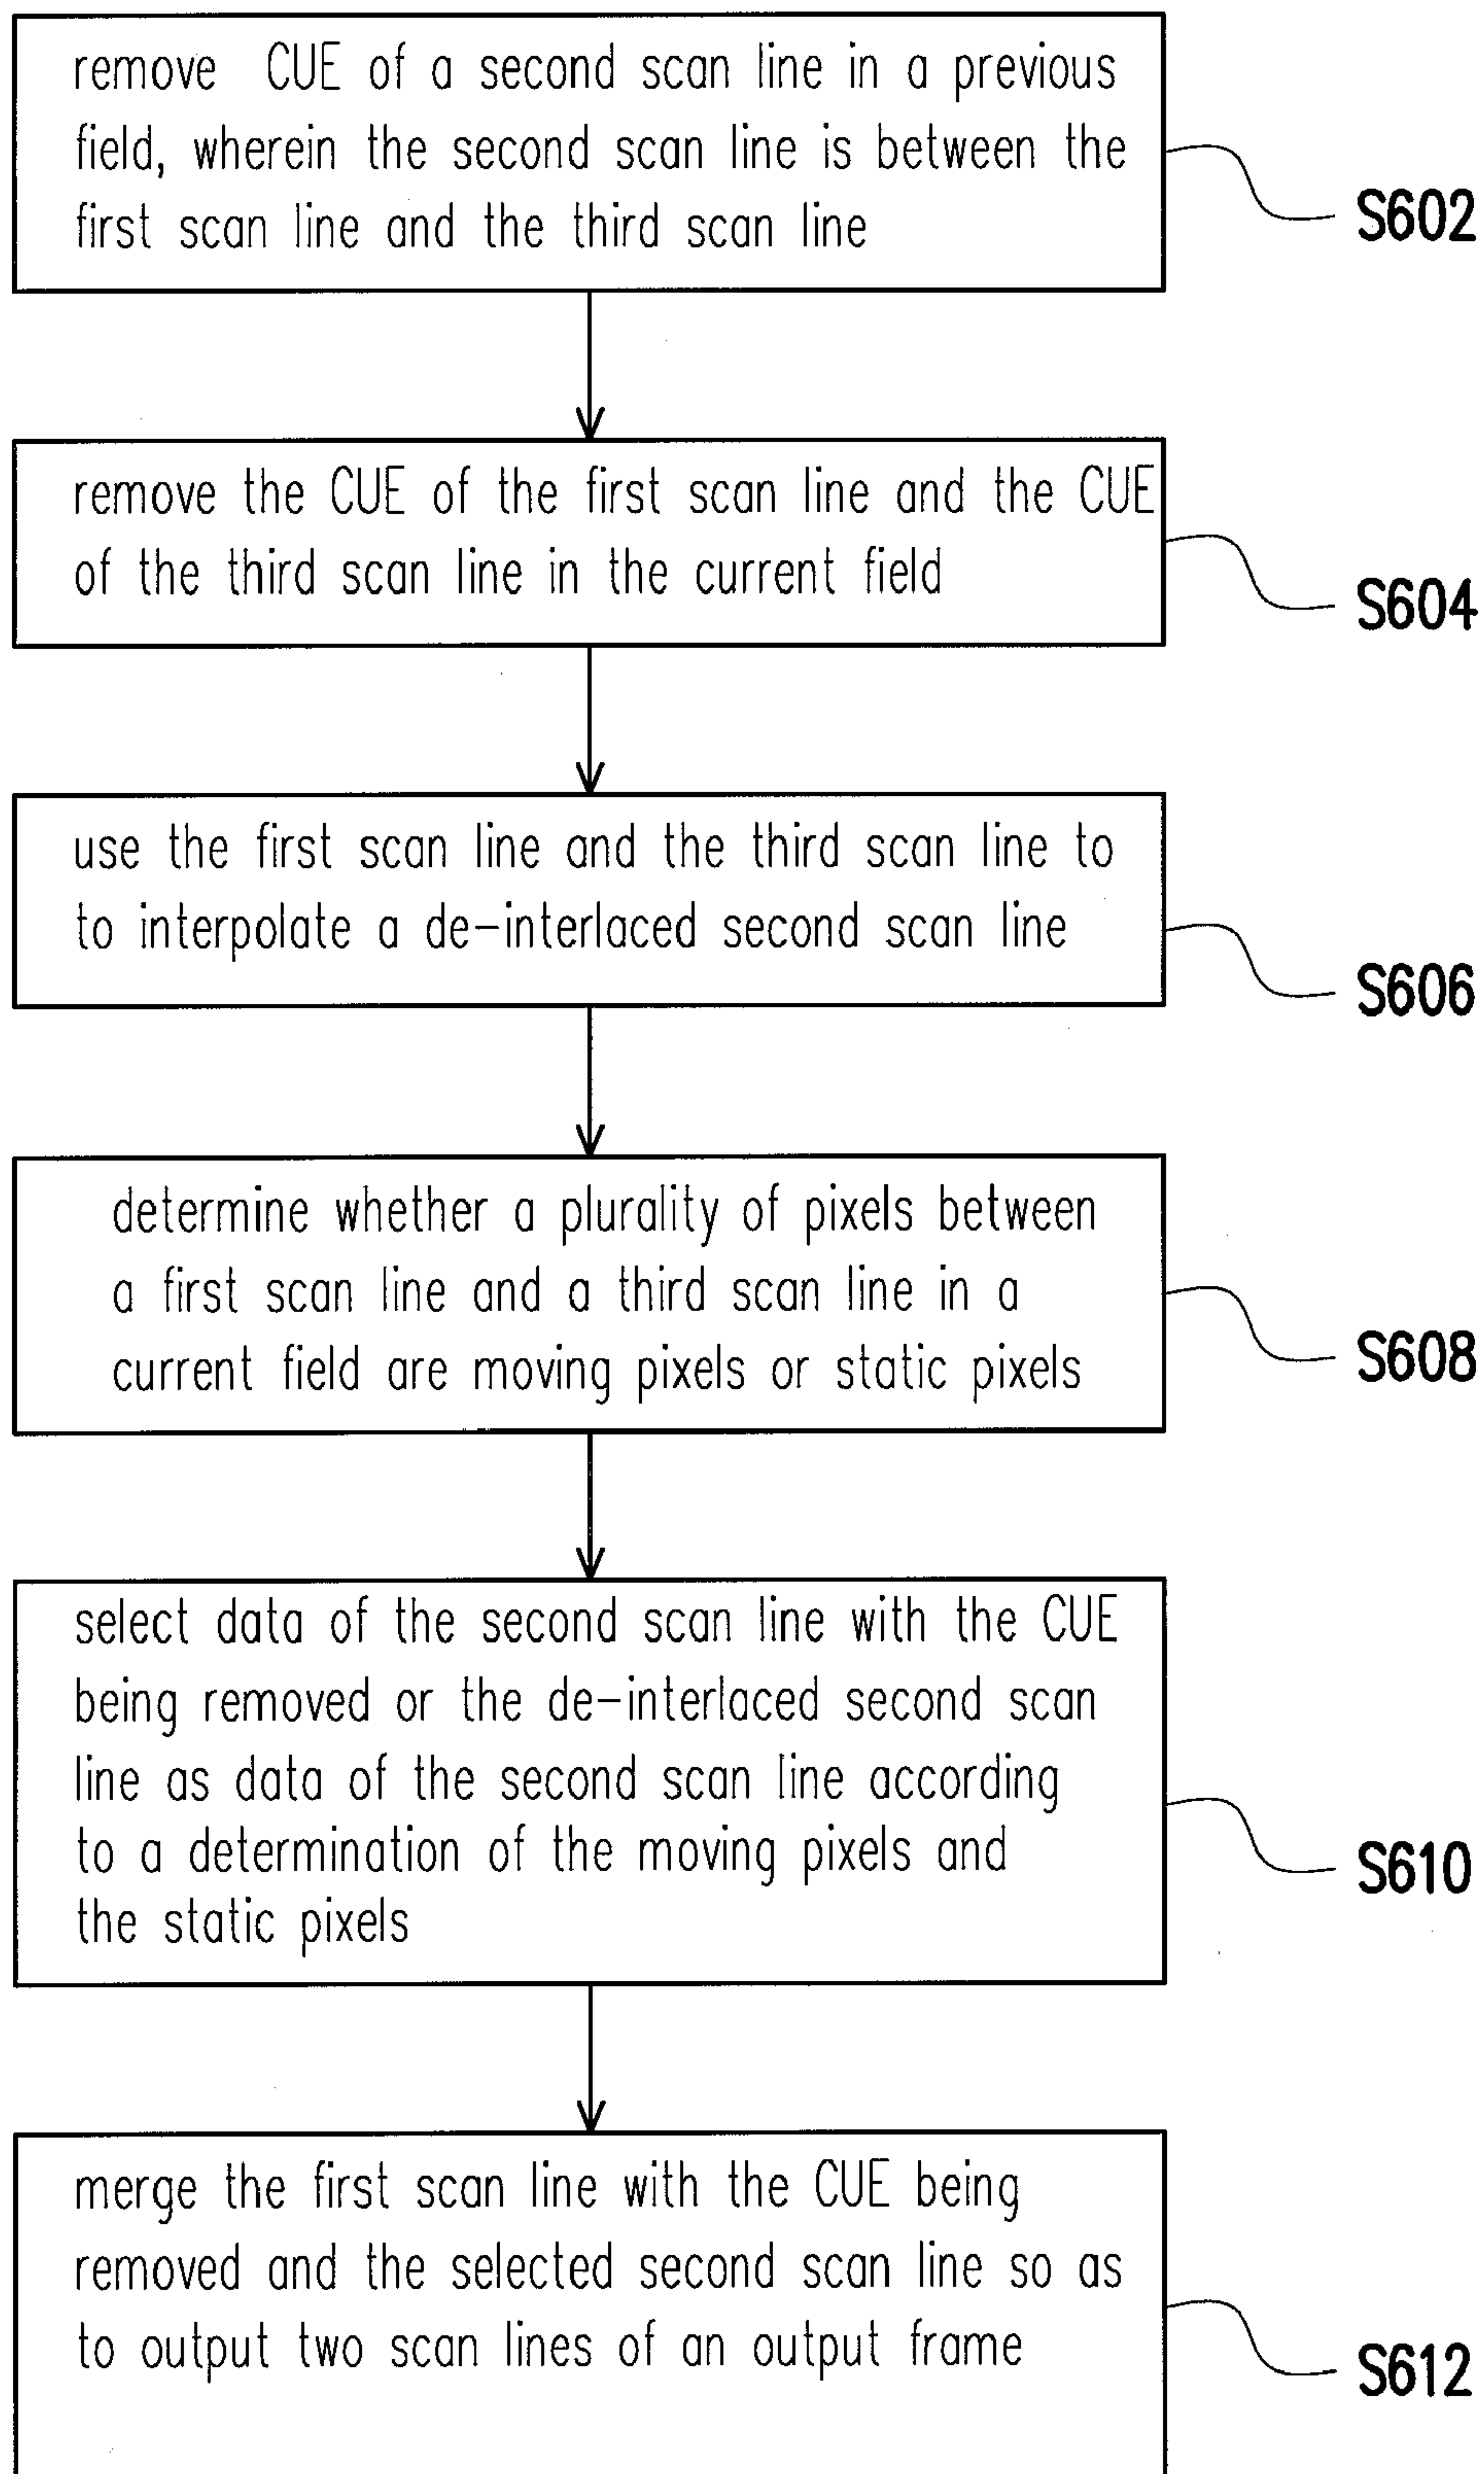 remove CUE of a second scan line in a previous
field, wherein the second scan line is between the
first scan line and the third scan line
S602
remove the CUE of the first scan line and the CUE
of the third scan line in the current field
S604
use the first scan line and the third scan line to
to interpolate a de-interlaced second scan line
S606
determine whether a plurality of pixels between
a first scan line and a third scan line in a
current field are moving pixels or static pixels
S608
select data of the second scan line with the CUE
being removed or the de-interlaced second scan
line as data of the second scan line according
to a determination of the moving pixels and
the static pixels
S610
merge the first scan line with the CUE being
removed and the selected second scan line so as
to output two scan lines of an output frame
S612